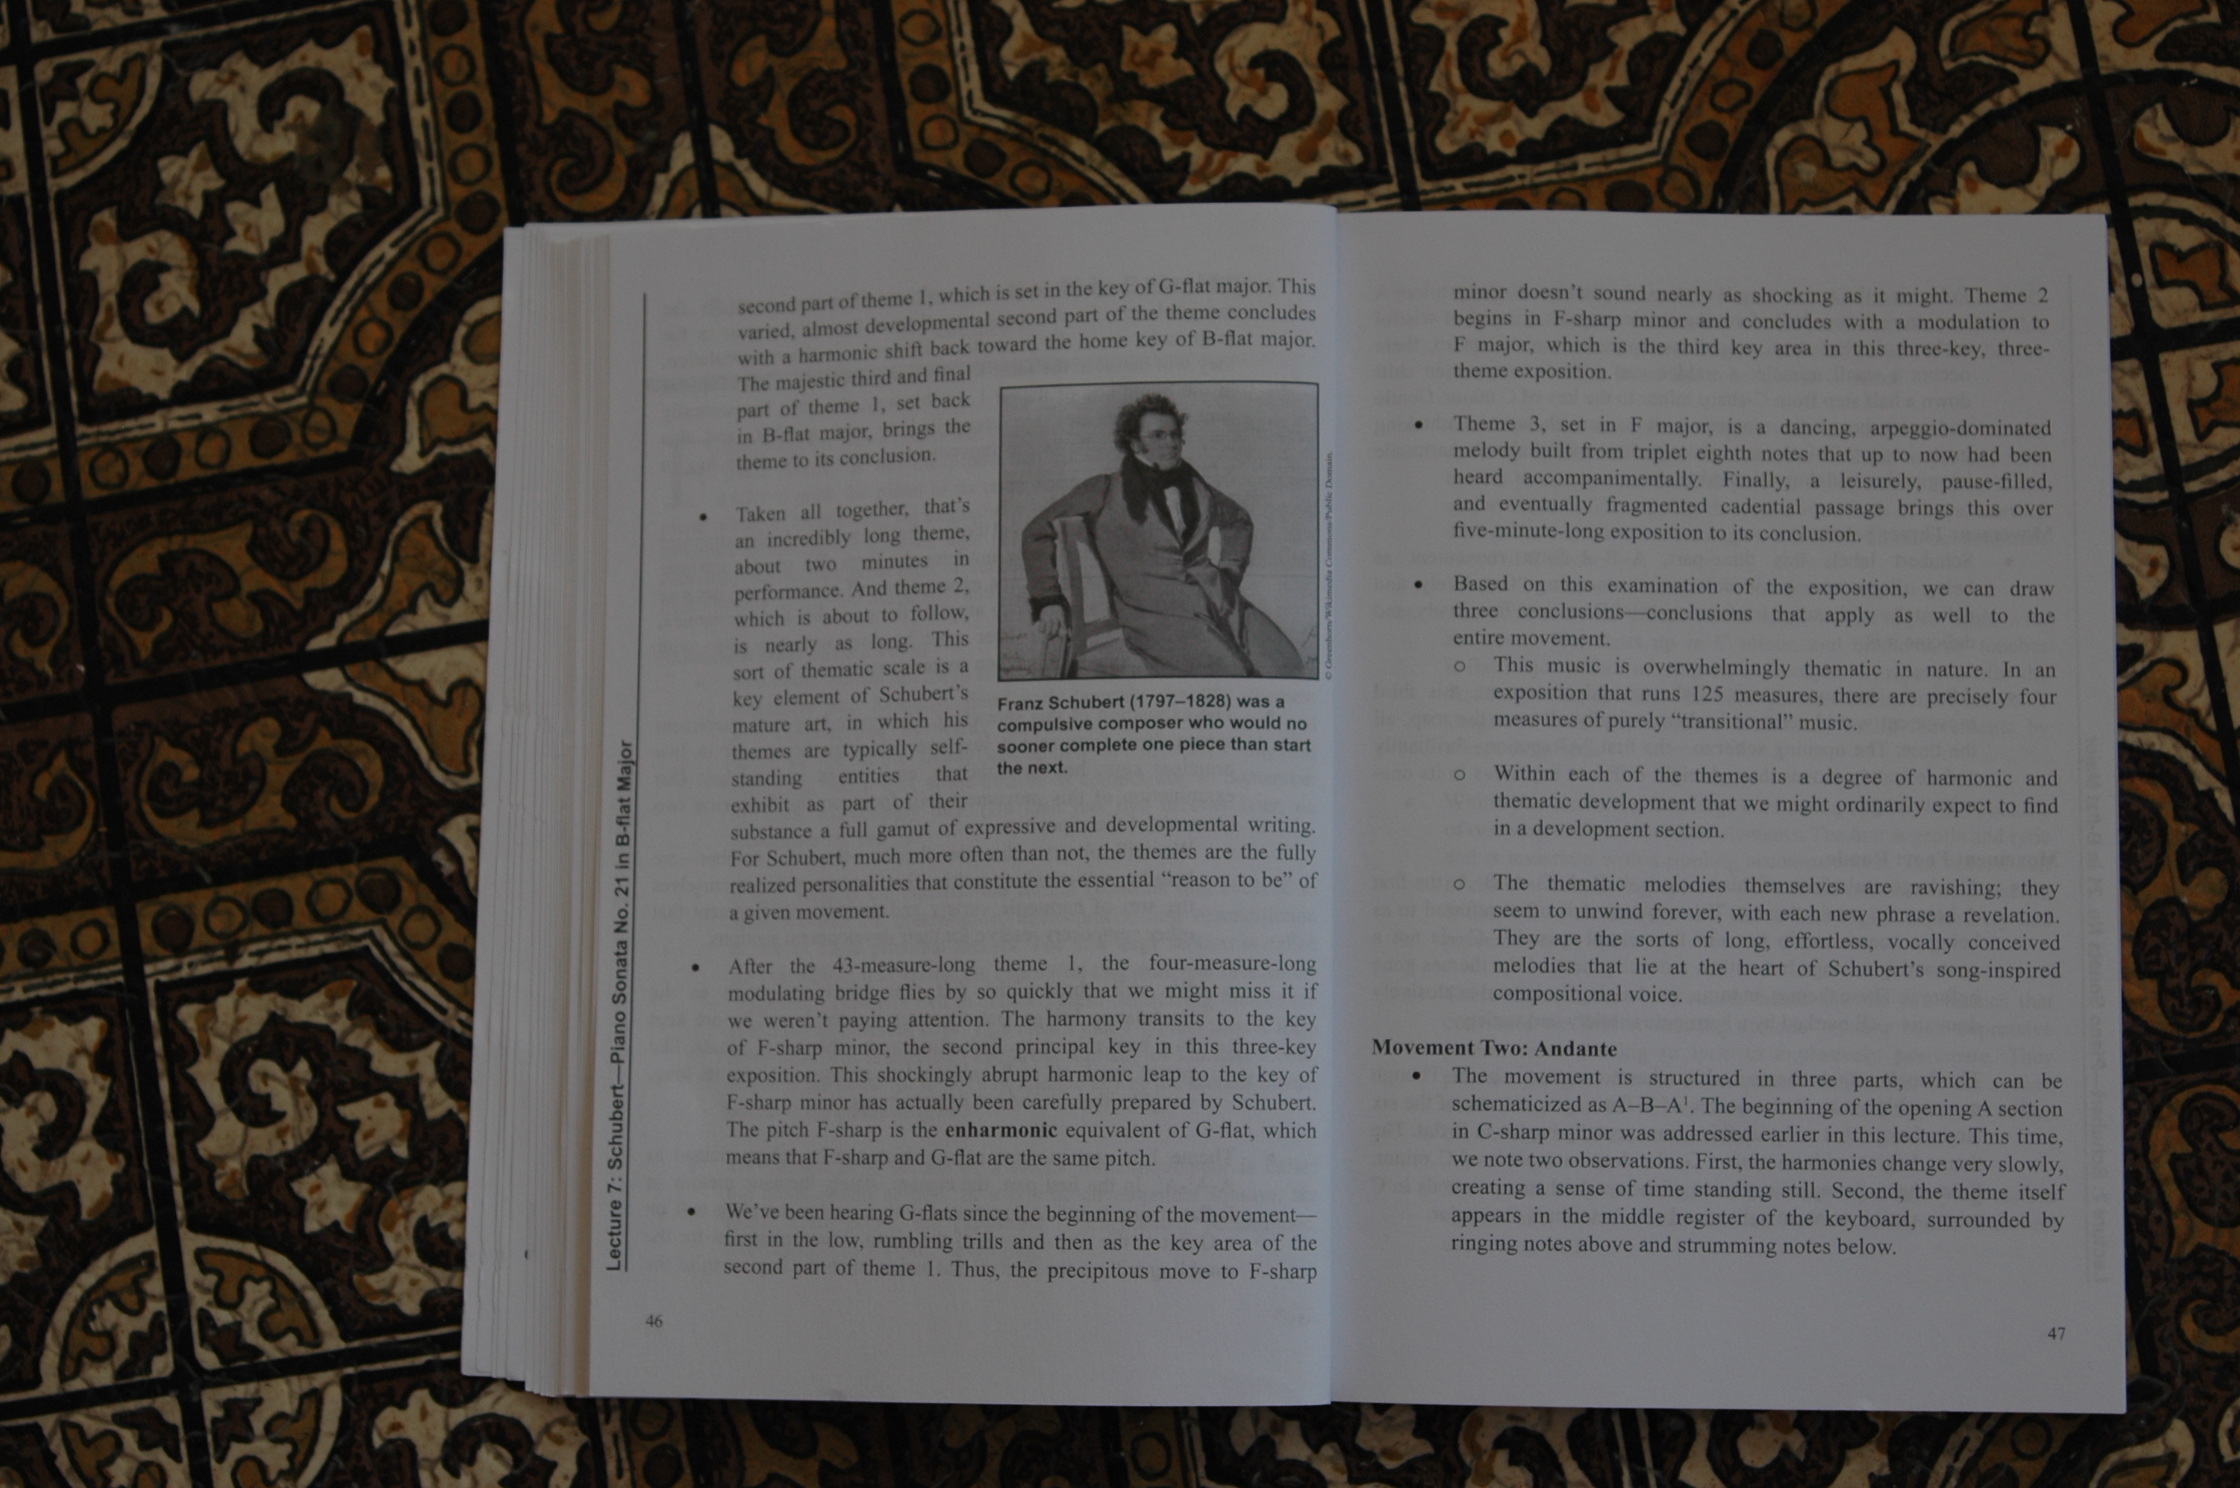 Lecture 7: Schubert—Piano Sonata No. 21 in B-flat Major
second part of theme 1, which is set in the key of G-flat major. This
varied, almost developmental second part of the theme concludes
with a harmonic shift back toward the home key of B-flat major.
The majestic third and final
part of theme 1, set back
in B-flat major, brings the
theme to its conclusion.
• Taken all together, that's
an incredibly long theme,
about two minutes in
performance. And theme 2,
which is about to follow,
is nearly as long. This
sort of thematic scale is a
key element of Schubert's
mature art, in which his
themes are typically self-
standing entities that
exhibit as part of their
substance a full gamut of expressive and developmental writing.
For Schubert, much more often than not, the themes are the fully
realized personalities that constitute the essential “reason to be” of
a given movement.
© Greenhorn/Wikimedia Commons/Public Domain.
Franz Schubert (1797–1828) was a
compulsive composer who would no
sooner complete one piece than start
the next.
• After the 43-measure-long theme 1, the four-measure-long
modulating bridge flies by so quickly that we might miss it if
we weren't paying attention. The harmony transits to the key
of F-sharp minor, the second principal key in this three-key
exposition. This shockingly abrupt harmonic leap to the key of
F-sharp minor has actually been carefully prepared by Schubert.
The pitch F-sharp is the enharmonic equivalent of G-flat, which
means that F-sharp and G-flat are the same pitch.
• We've been hearing G-flats since the beginning of the movement—
first in the low, rumbling trills and then as the key area of the
second part of theme 1. Thus, the precipitous move to F-sharp
46
minor doesn't sound nearly as shocking as it might. Theme 2
begins in F-sharp minor and concludes with a modulation to
F major, which is the third key area in this three-key, three-
theme exposition.
• Theme 3, set in F major, is a dancing, arpeggio-dominated
melody built from triplet eighth notes that up to now had been
heard accompanimentally. Finally, a leisurely, pause-filled,
and eventually fragmented cadential passage brings this over
five-minute-long exposition to its conclusion.
• Based on this examination of the exposition, we can draw
three conclusions—conclusions that apply as well to the
entire movement.
o This music is overwhelmingly thematic in nature. In an
exposition that runs 125 measures, there are precisely four
measures of purely “transitional” music.
o Within each of the themes is a degree of harmonic and
thematic development that we might ordinarily expect to find
in a development section.
o The thematic melodies themselves are ravishing; they
seem to unwind forever, with each new phrase a revelation.
They are the sorts of long, effortless, vocally conceived
melodies that lie at the heart of Schubert's song-inspired
compositional voice.
Movement Two: Andante
• The movement is structured in three parts, which can be
schematicized as A–B–A¹. The beginning of the opening A section
in C-sharp minor was addressed earlier in this lecture. This time,
we note two observations. First, the harmonies change very slowly,
creating a sense of time standing still. Second, the theme itself
appears in the middle register of the keyboard, surrounded by
ringing notes above and strumming notes below.
47